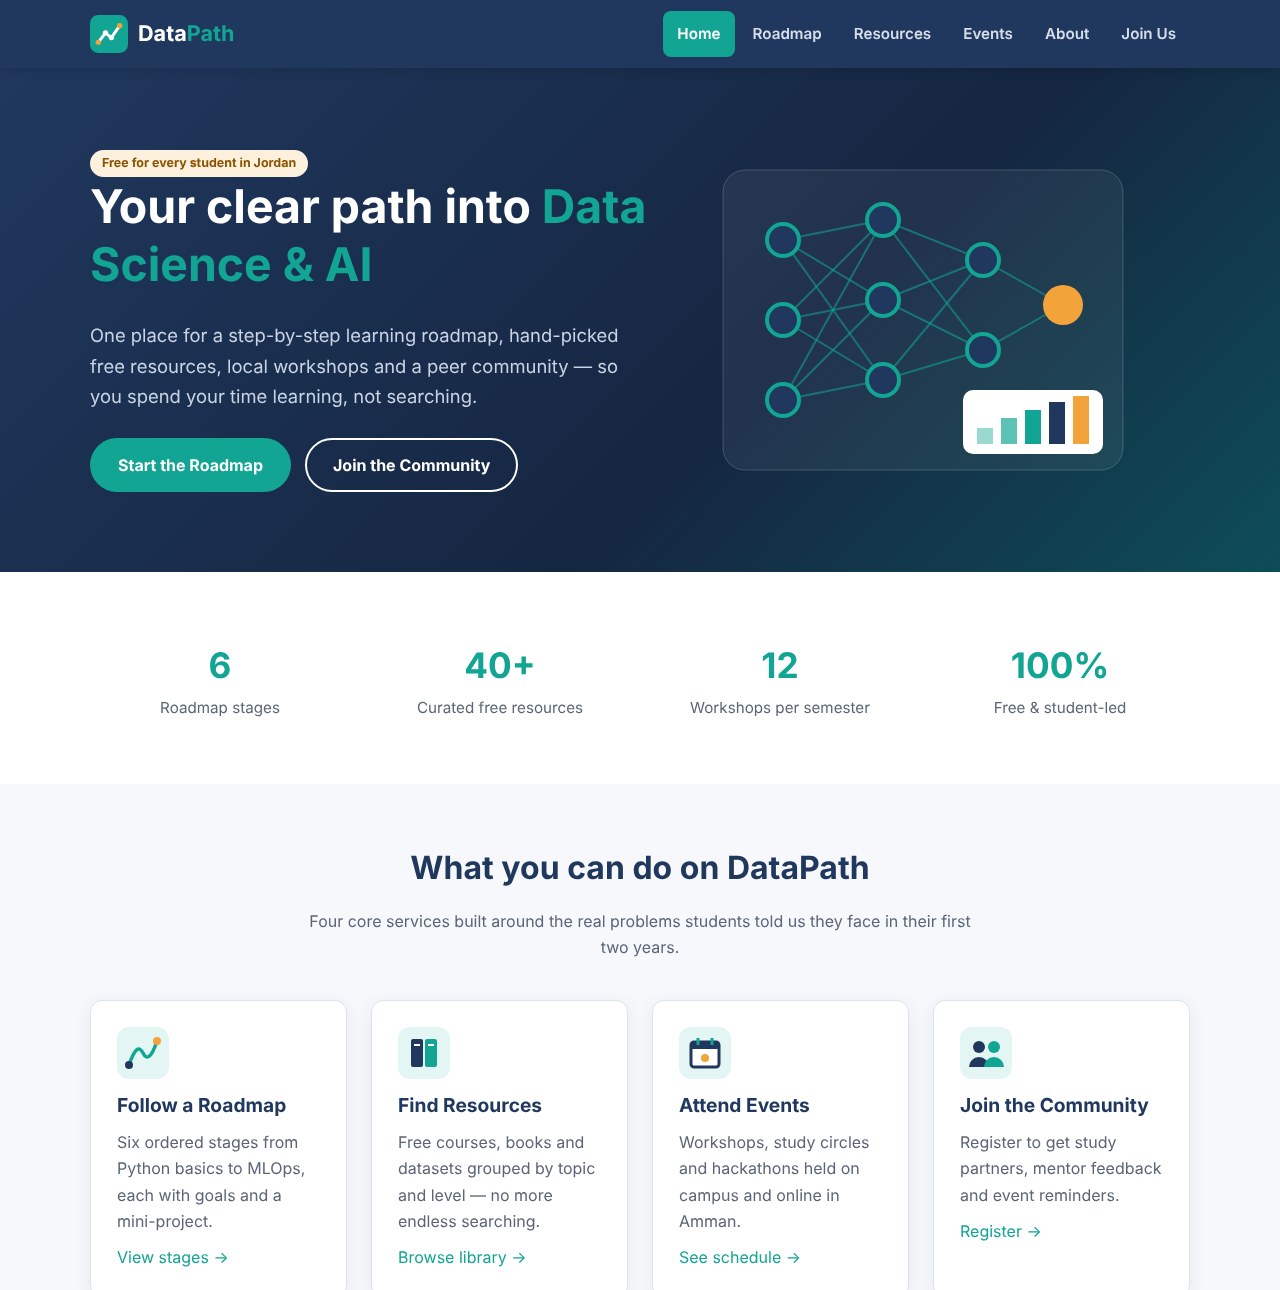 DataPath
Home
Roadmap
Resources
Events
About
Join Us
Free for every student in Jordan
Your clear path into Data
Science & AI
One place for a step-by-step learning roadmap, hand-picked
free resources, local workshops and a peer community — so
you spend your time learning, not searching.
Start the Roadmap
Join the Community
6
Roadmap stages
40+
Curated free resources
12
Workshops per semester
100%
Free & student-led
What you can do on DataPath
Four core services built around the real problems students told us they face in their first
two years.
Follow a Roadmap
Six ordered stages from
Python basics to MLOps,
each with goals and a
mini-project.
View stages →
Find Resources
Free courses, books and
datasets grouped by topic
and level — no more
endless searching.
Browse library →
Attend Events
Workshops, study circles
and hackathons held on
campus and online in
Amman.
See schedule →
Join the Community
Register to get study
partners, mentor feedback
and event reminders.
Register →